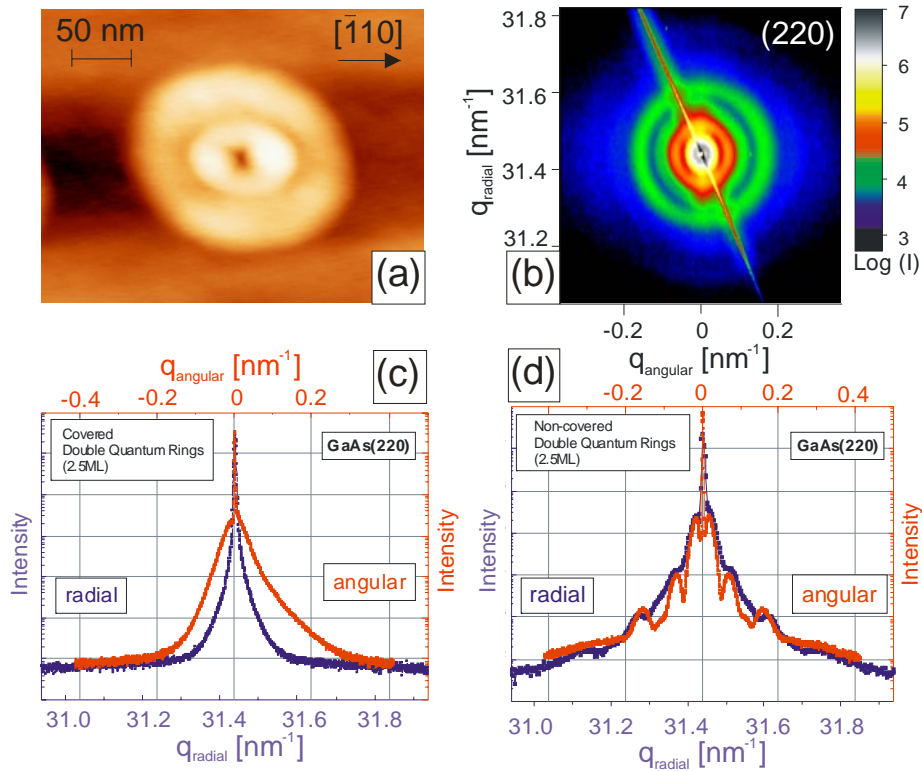 50 nm
[1̄10]
(a)
31.8
31.6
31.4
31.2
q_radial [nm⁻¹]
(220)
(b)
-0.2 0 0.2
q_angular [nm⁻¹]
7
6
5
4
3
Log (I)
q_angular [nm⁻¹]
(c)
-0.4 -0.2 0 0.2
Covered
Double Quantum Rings
(2.5ML)
GaAs(220)
Intensity
radial
angular
Intensity
31.0 31.2 31.4 31.6 31.8
q_radial [nm⁻¹]
(d)
-0.2 0 0.2 0.4
Non-covered
Double Quantum Rings
(2.5ML)
GaAs(220)
Intensity
radial
angular
Intensity
31.0 31.2 31.4 31.6 31.8
q_radial [nm⁻¹]